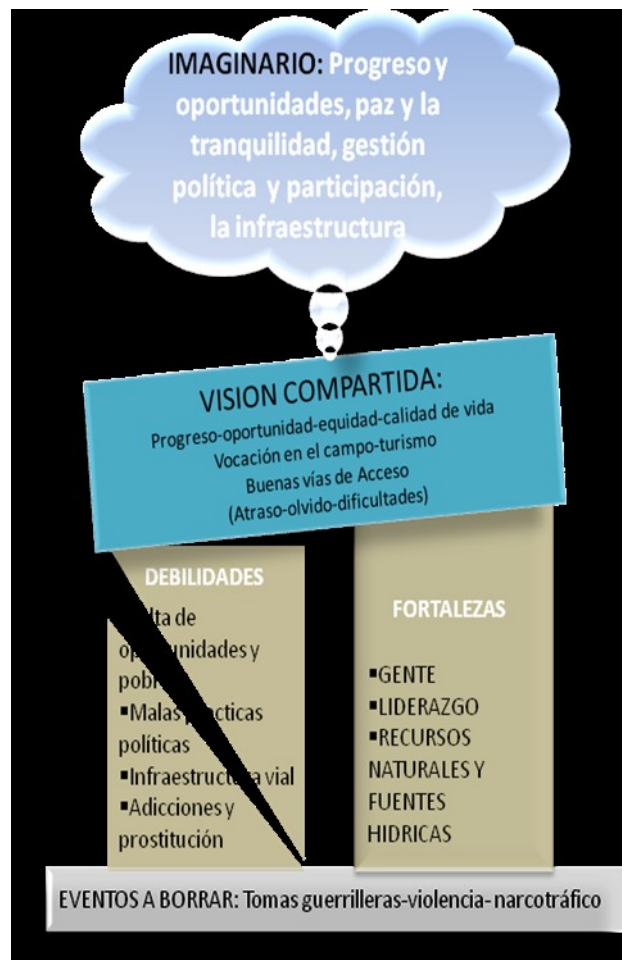 IMAGINARIO: Progreso y
oportunidades, paz y la
tranquilidad, gestión
política y participación,
la infraestructura
VISION COMPARTIDA:
Progreso-oportunidad-equidad-calidad de vida
Vocación en el campo-turismo
Buenas vías de Acceso
(Atraso-olvido-dificultades)
DEBILIDADES
de
y
▪Malas
políticas
▪Infraestructura vial
▪Adicciones y
prostitución
FORTALEZAS
▪GENTE
▪LIDERAZGO
▪RECURSOS
NATURALES Y
FUENTES
HIDRICAS
EVENTOS A BORRAR: Tomas guerrilleras-violencia-narcotráfico